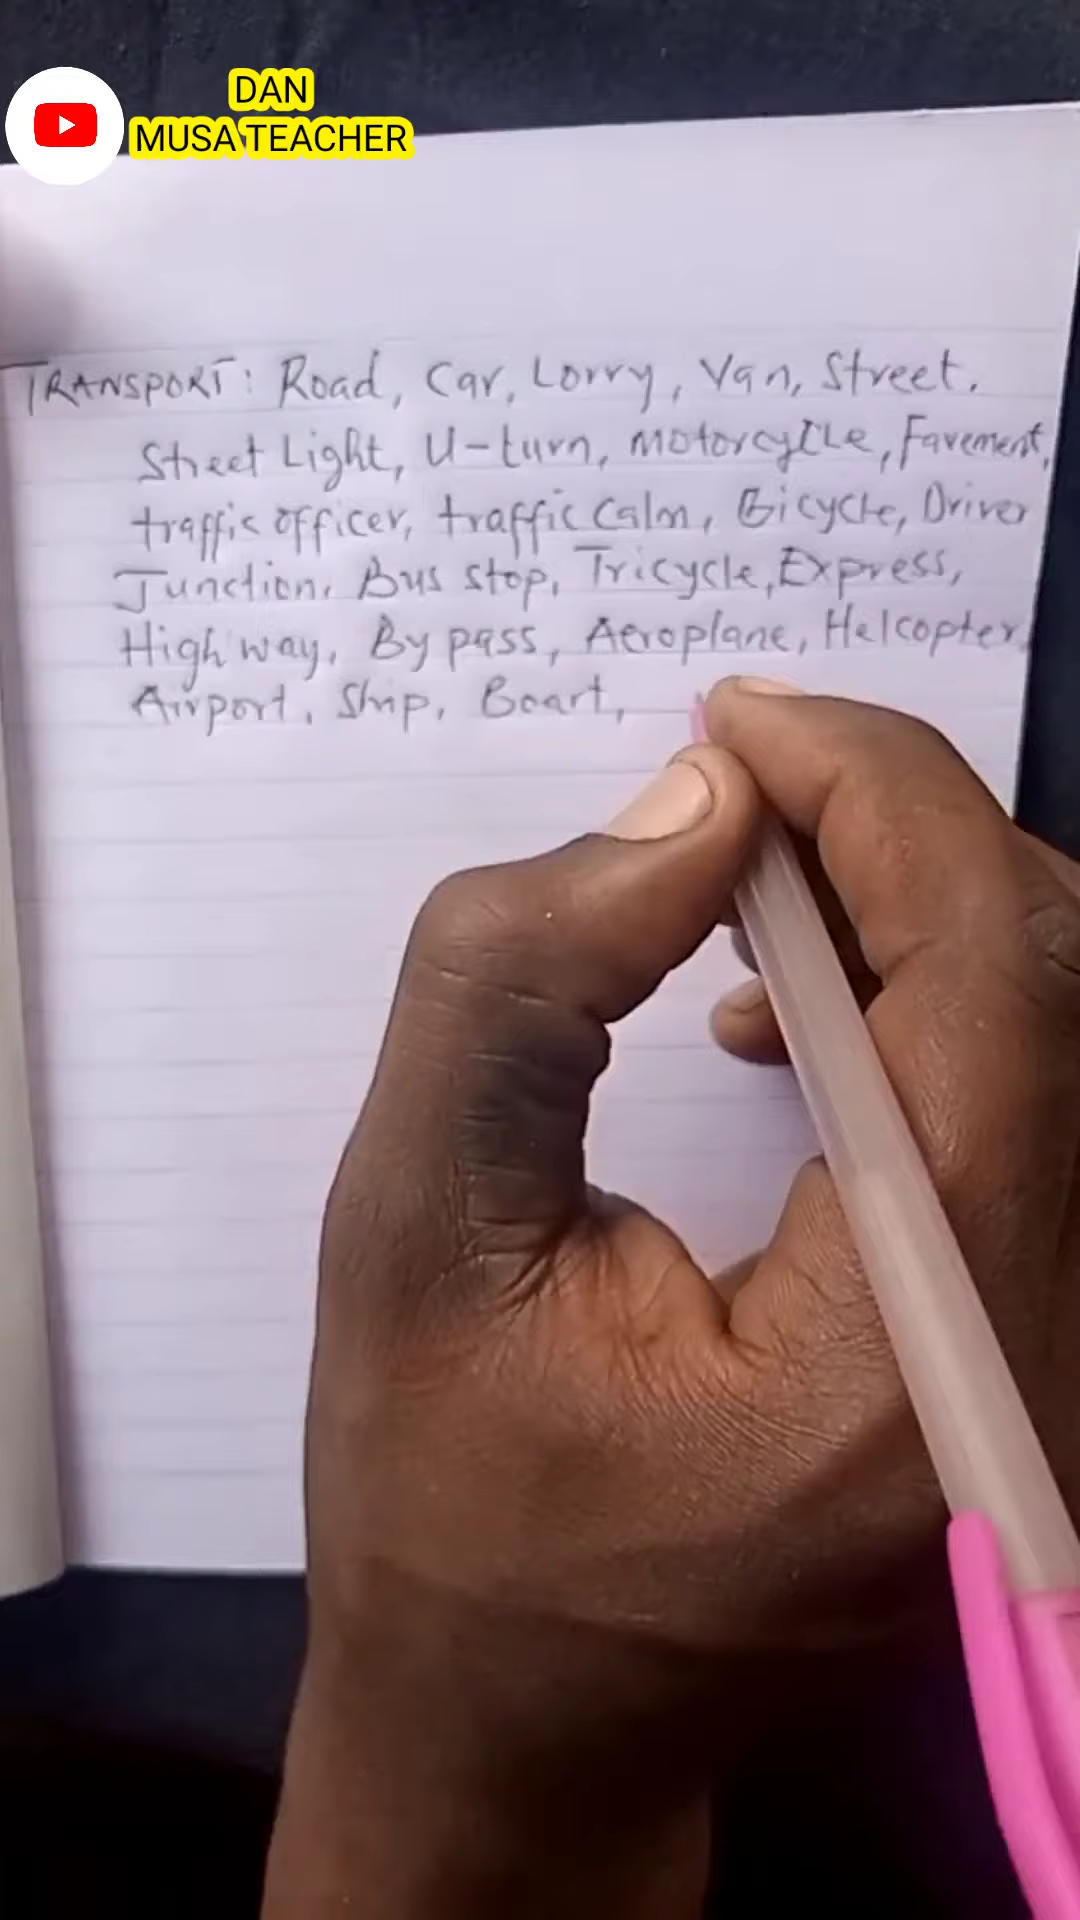 DAN
MUSA TEACHER
TRANSPORT: Road, Car, Lorry, Van, Street.
Street Light, U-turn, Motorcycle, Favement,
traffic officer, traffic Calm, Bicycle, Driver
Junction, Bus stop, Tricycle, Express,
High way, By pass, Aeroplane, Helcopter,
Airport, Ship, Boart,